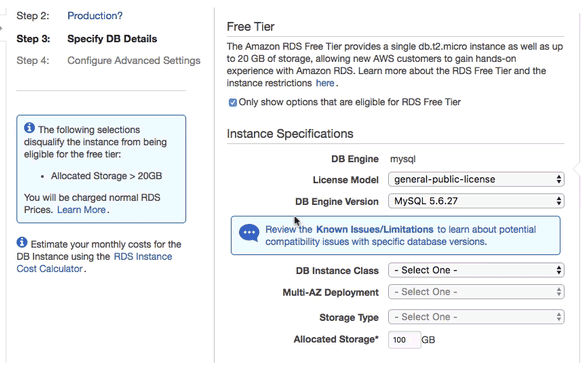 Step 2: Production?
Step 3: Specify DB Details
Step 4: Configure Advanced Settings
The following selections
disqualify the instance from being
eligible for the free tier:
• Allocated Storage > 20GB
You will be charged normal RDS
Prices. Learn More.
Estimate your monthly costs for the
DB Instance using the RDS Instance
Cost Calculator.
Free Tier
The Amazon RDS Free Tier provides a single db.t2.micro instance as well as up
to 20 GB of storage, allowing new AWS customers to gain hands-on
experience with Amazon RDS. Learn more about the RDS Free Tier and the
instance restrictions here.
Only show options that are eligible for RDS Free Tier
Instance Specifications
DB Engine mysql
License Model general-public-license
DB Engine Version MySQL 5.6.27
Review the Known Issues/Limitations to learn about potential
compatibility issues with specific database versions.
DB Instance Class - Select One -
Multi-AZ Deployment - Select One -
Storage Type - Select One -
Allocated Storage* 100 GB